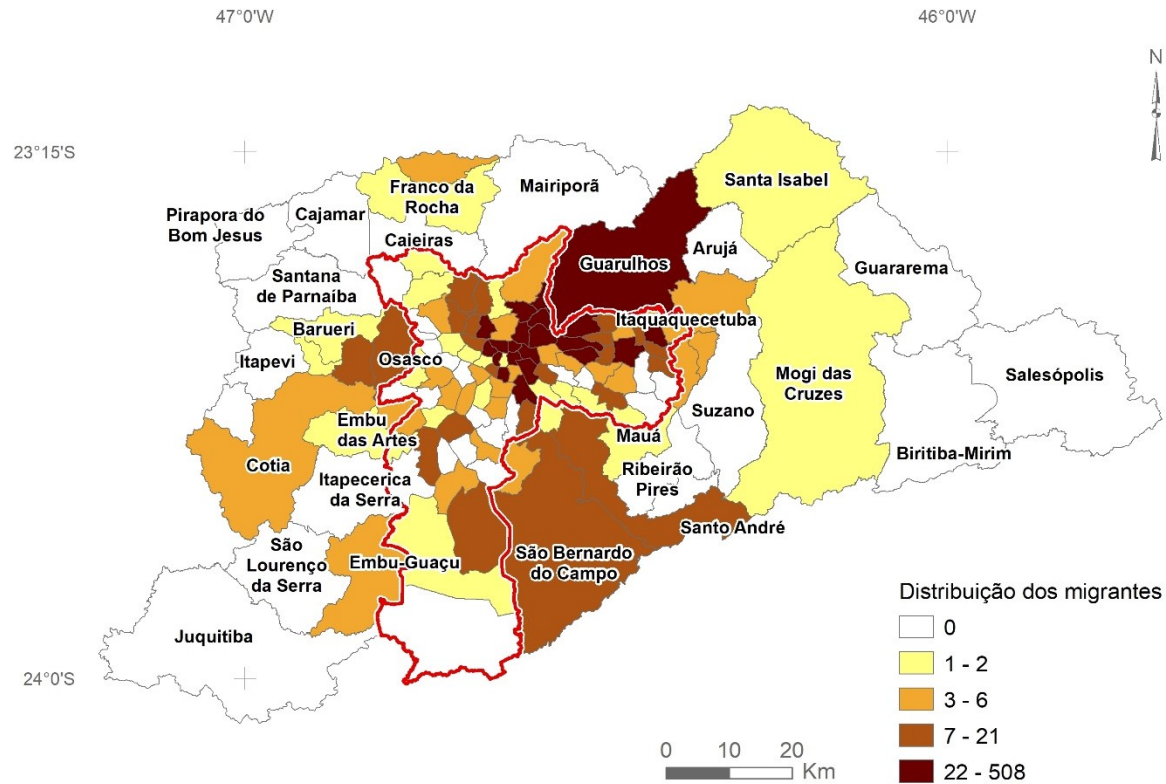 47°0'W
46°0'W
N
23°15'S
Santa Isabel
Mairiporã
Franco da
Rocha
Pirapora do
Bom Jesus
Cajamar
Caieiras
Arujá
Guarulhos
Guararema
Santana
de Parnaíba
Itaquaquecetuba
Barueri
Itapevi
Osasco
Salesópolis
Mogi das
Cruzes
Suzano
Embu
das Artes
Mauá
Biritiba-Mirim
Cotia
Ribeirão
Pires
Itapecerica
da Serra
Santo André
São
Lourenço
da Serra
Embu-Guaçu
São Bernardo
do Campo
Juquitiba
24°0'S
Distribuição dos migrantes
0
1 - 2
3 - 6
7 - 21
22 - 508
0 10 20
Km